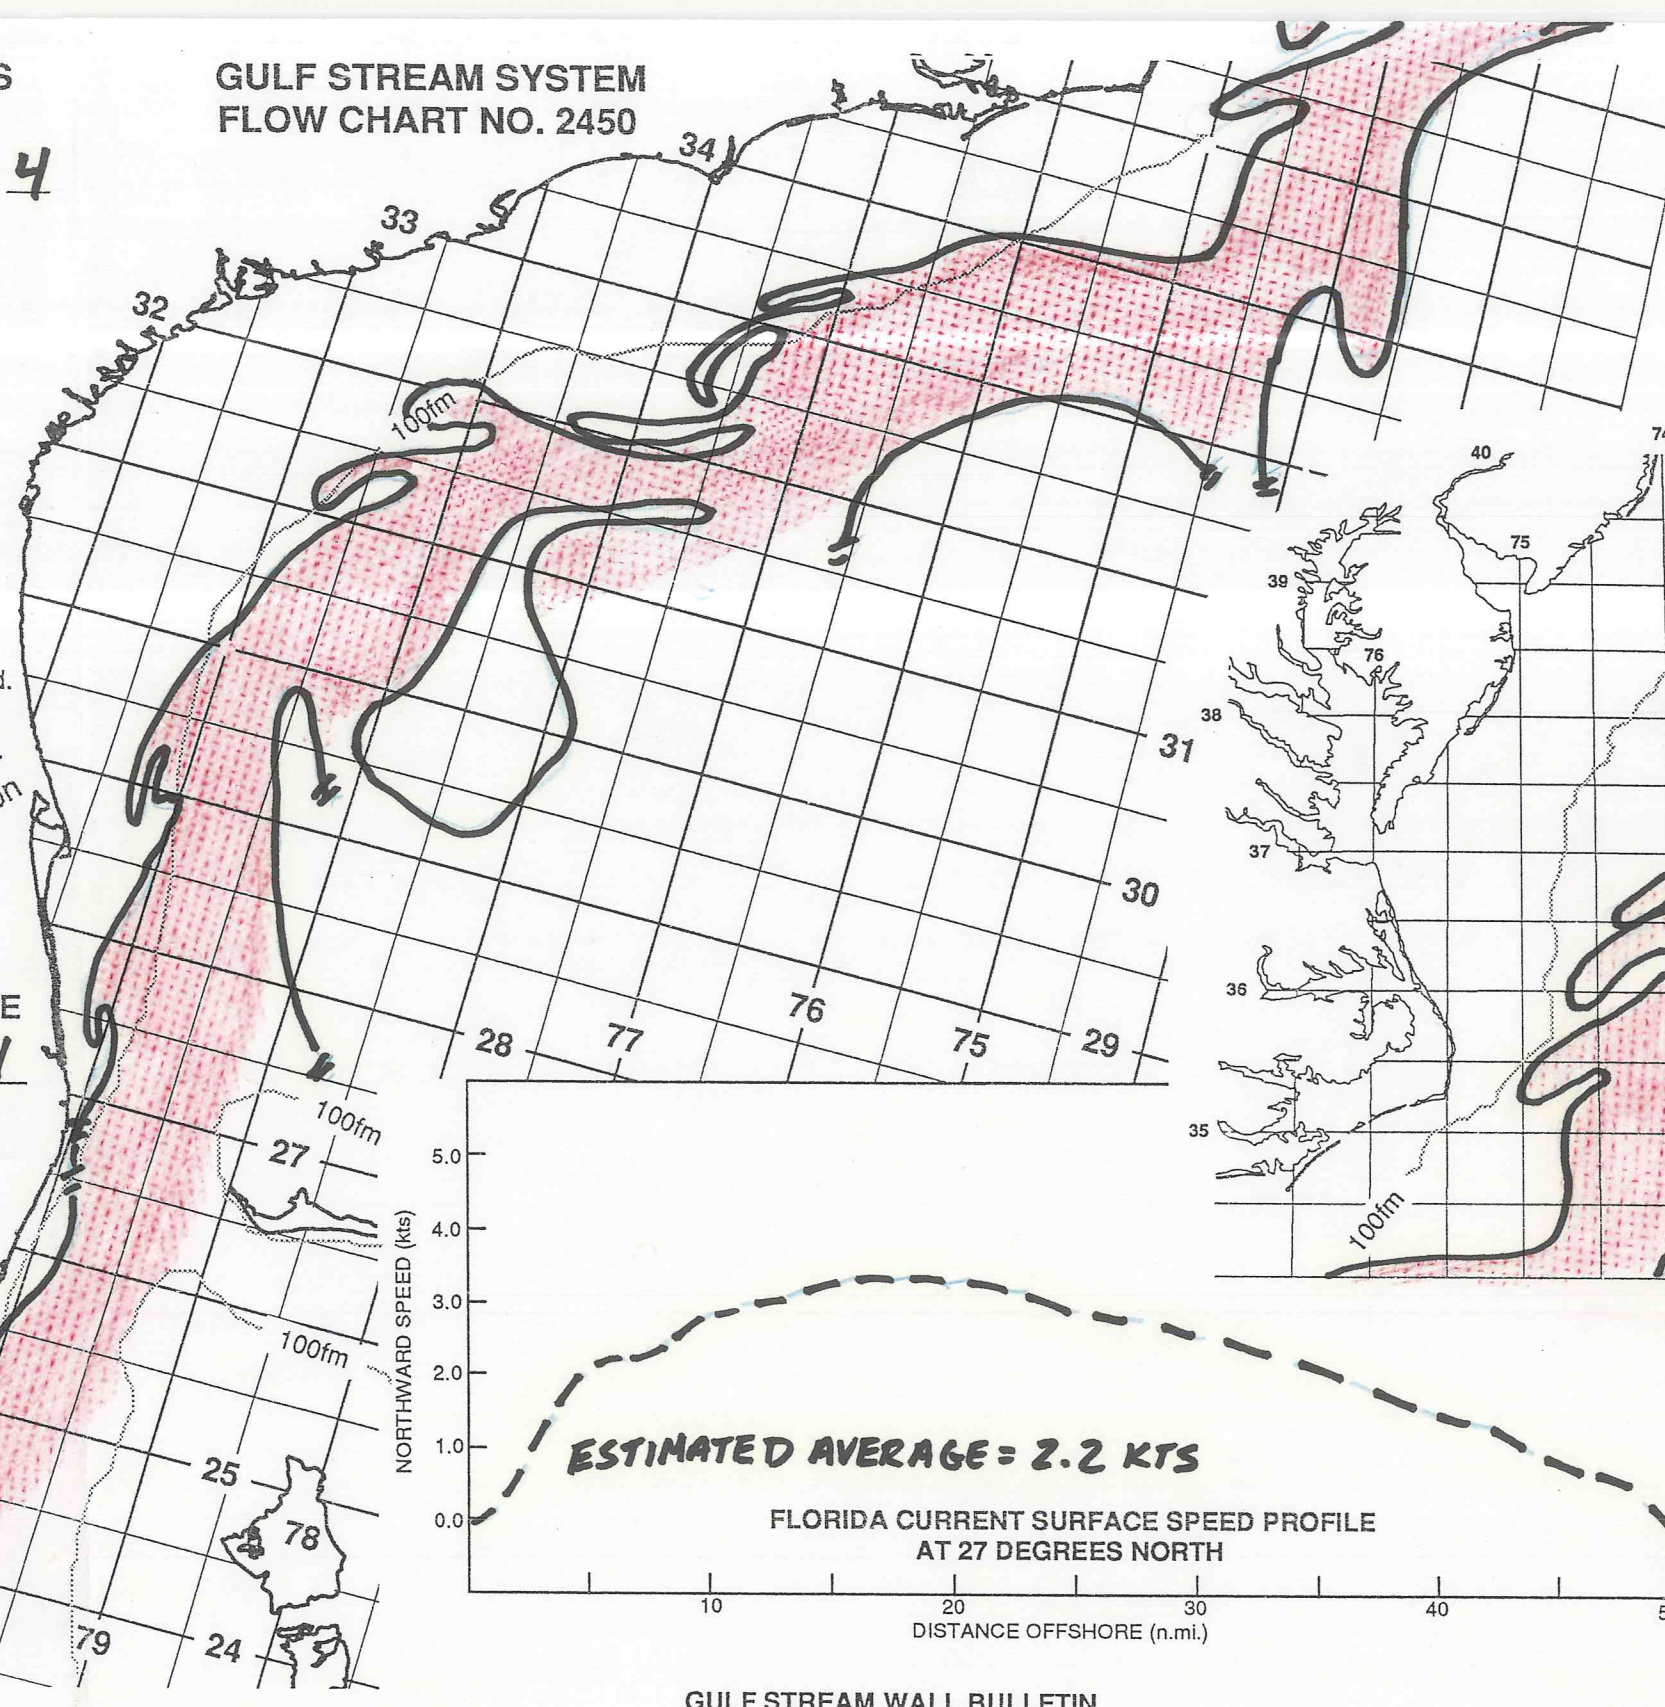 S
GULF STREAM SYSTEM
FLOW CHART NO. 2450
4
34
33
32
100fm
74
40
75
39
76
38
37
36
35
100fm
d.
on
E
31
30
76
77
75
28
29
100fm
27
100fm
25
78
79
24
NORTHWARD SPEED (kts)
5.0
4.0
3.0
2.0
1.0
0.0
ESTIMATED AVERAGE = 2.2 KTS
FLORIDA CURRENT SURFACE SPEED PROFILE
AT 27 DEGREES NORTH
10
20
30
40
DISTANCE OFFSHORE (n.mi.)
GULF STREAM WALL BULLETIN